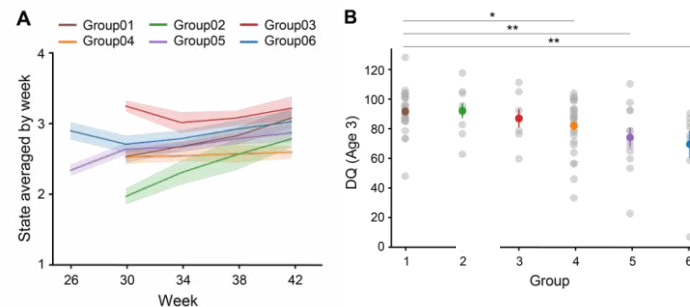 A
Group01 Group02 Group03
Group04 Group05 Group06
State averaged by week
4
3
2
1
26 30 34 38 42
Week
B
*
**
**
DQ (Age 3)
120
100
80
60
40
20
0
1 2 3 4 5 6
Group